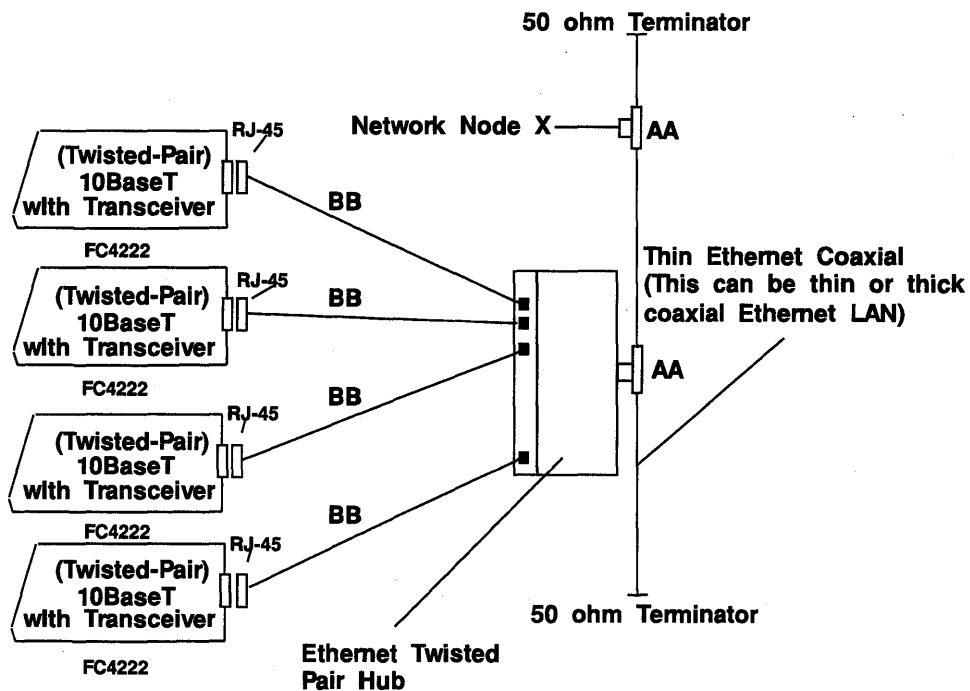 50 ohm Terminator
Network Node X
AA
RJ-45
(Twisted-Pair)
10BaseT
with Transceiver
FC4222
BB
Thin Ethernet Coaxial
(This can be thin or thick
coaxial Ethernet LAN)
RJ-45
(Twisted-Pair)
10BaseT
with Transceiver
FC4222
BB
AA
RJ-45
(Twisted-Pair)
10BaseT
with Transceiver
FC4222
BB
RJ-45
(Twisted-Pair)
10BaseT
with Transceiver
FC4222
BB
50 ohm Terminator
Ethernet Twisted
Pair Hub